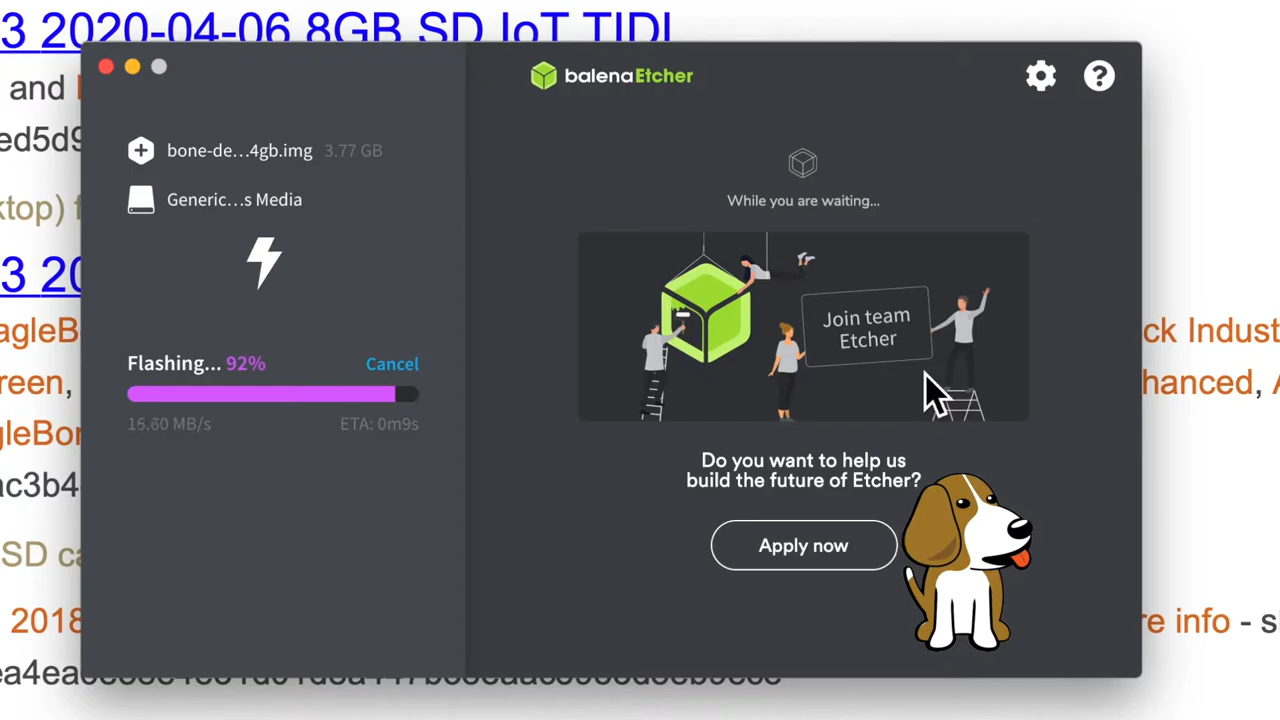 3 2020-04-06 8GB SD IoT TIDL
and
ed5d9
ktop) f
3 20
eagleB
ck Indust
reen,
hanced, A
gleBor
ac3b4
SD ca
2018
re info - s
balenaEtcher
bone-de...4gb.img 3.77 GB
Generic...s Media
Flashing... 92%
Cancel
16.60 MB/s
ETA: 0m9s
While you are waiting...
Join team
Etcher
Do you want to help us
build the future of Etcher?
Apply now